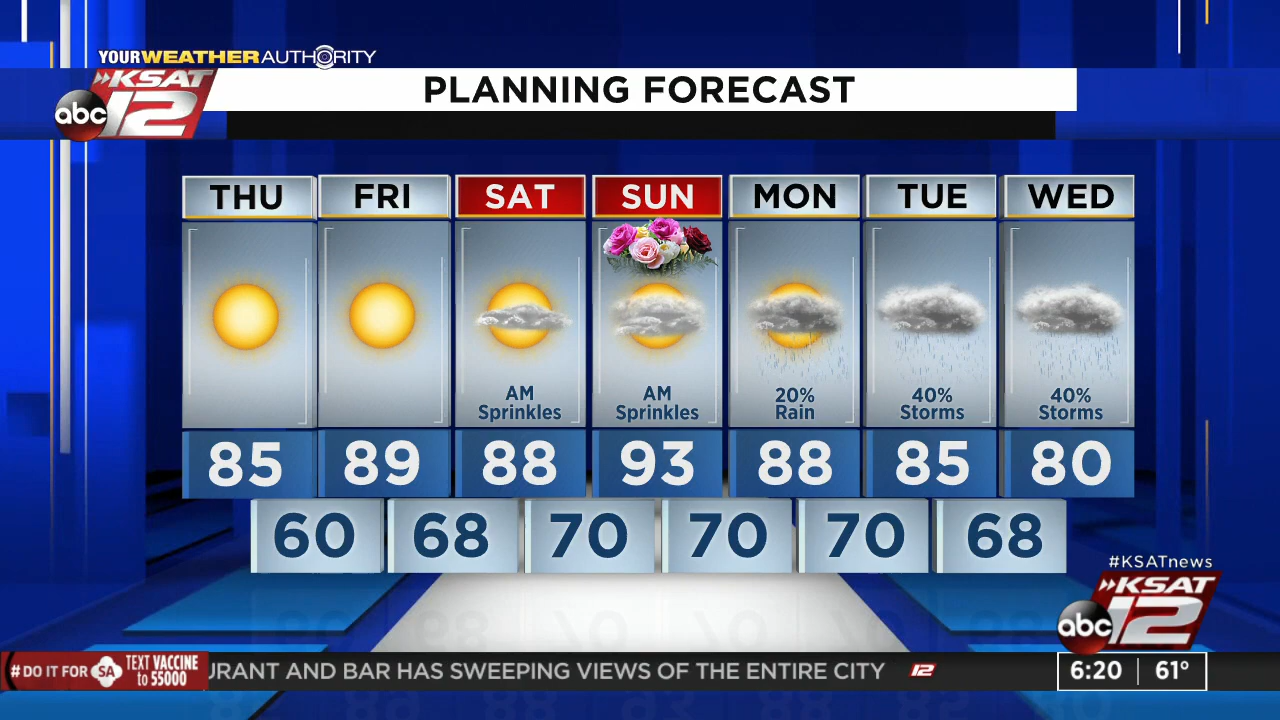 YOUR WEATHER AUTHORITY
KSAT
abc 12
PLANNING FORECAST
THU FRI SAT SUN MON TUE WED
AM Sprinkles
AM Sprinkles
20% Rain
40% Storms
40% Storms
85 89 88 93 88 85 80
60 68 70 70 70 68
#KSATnews
KSAT
abc 12
#DO IT FOR SA TEXT VACCINE to 55000
URANT AND BAR HAS SWEEPING VIEWS OF THE ENTIRE CITY 12
6:20 61°